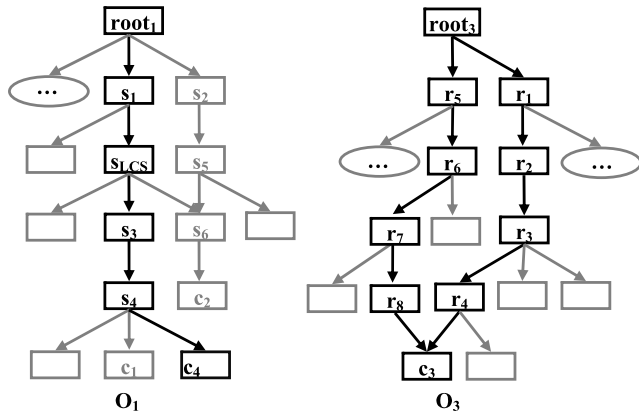 root₁ root₃
... s₁ s₂ r₅ r₁
s_LCS s₅ ... r₆ r₂ ...
s₃ s₆ r₇ r₃
s₄ c₂ r₈ r₄
c₁ c₄ c₃
O₁ O₃